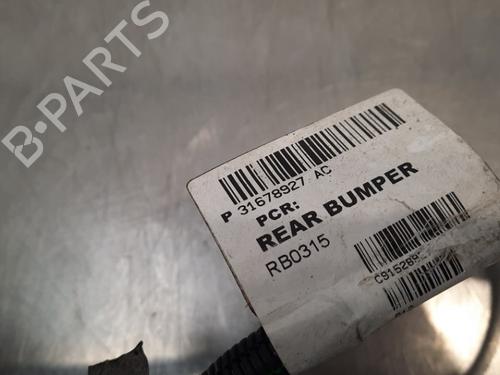 B-PARTS
P 31678927 AC
PCR:
REAR BUMPER
RB0315